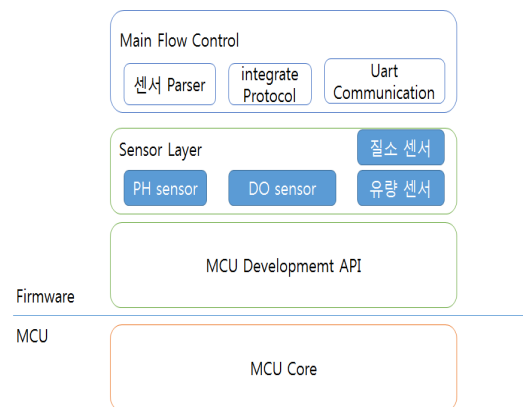 Main Flow Control
센서 Parser
integrate
Protocol
Uart
Communication
Sensor Layer
질소 센서
PH sensor
DO sensor
유량 센서
MCU Developmemt API
Firmware
MCU
MCU Core